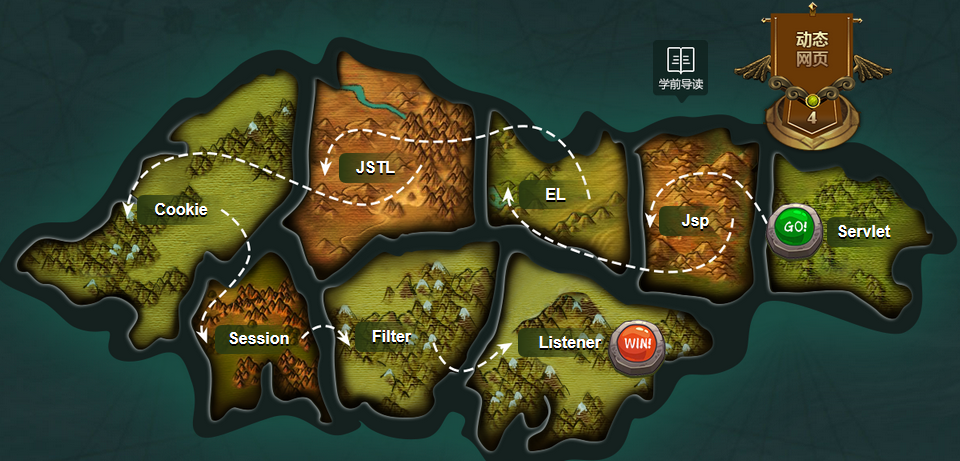 动态
网页
4
学前导读
JSTL
EL
Cookie
Jsp
GO!
Servlet
Session
Filter
Listener
WIN!